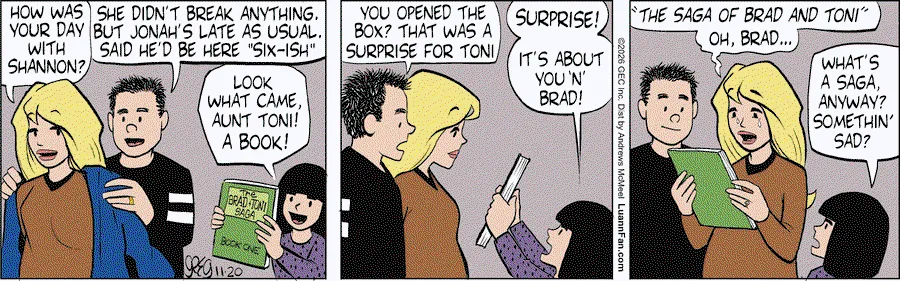 HOW WAS
YOUR DAY
WITH
SHANNON?
SHE DIDN'T BREAK ANYTHING.
BUT JONAH'S LATE AS USUAL.
SAID HE'D BE HERE "SIX-ISH"
LOOK
WHAT CAME,
AUNT TONI!
A BOOK!
The
BRAD & TONI
SAGA
BOOK ONE
GREG 11-20
YOU OPENED THE
BOX? THAT WAS A
SURPRISE FOR TONI
SURPRISE!
IT'S ABOUT
YOU 'N'
BRAD!
©2026 GEC Inc. Dist by Andrews McMeel LuannFan.com
"THE SAGA OF BRAD AND TONI"
OH, BRAD...
WHAT'S
A SAGA,
ANYWAY?
SOMETHIN'
SAD?